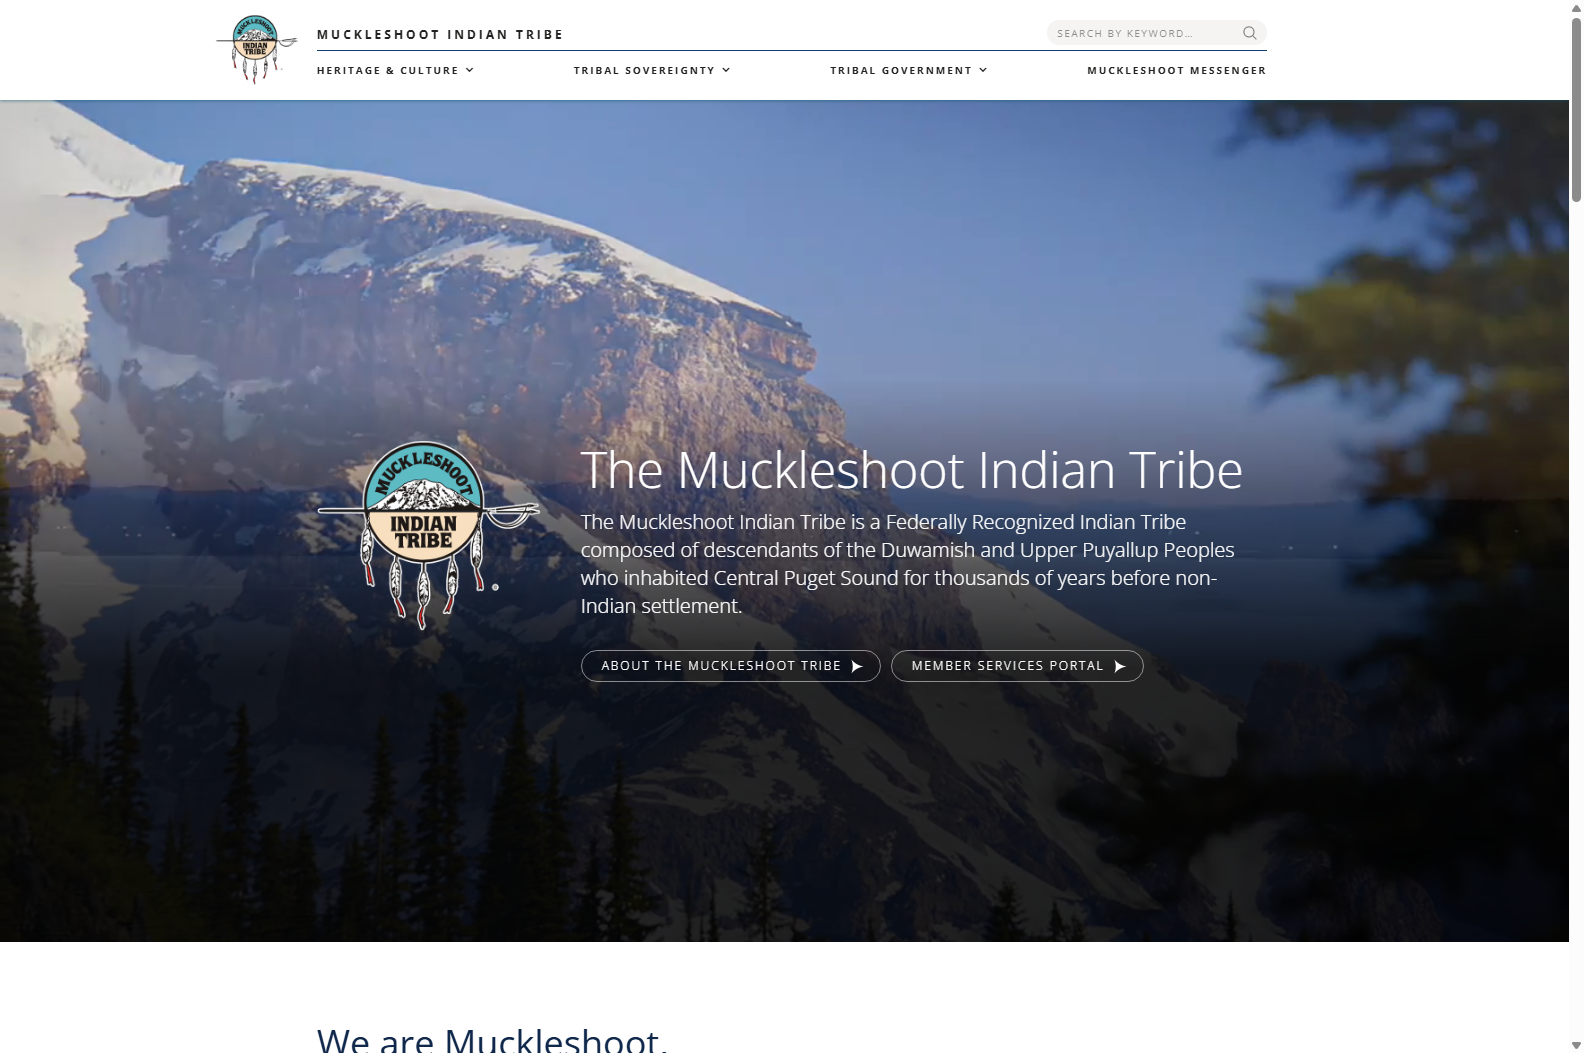 MUCKLESHOOT
INDIAN
TRIBE
MUCKLESHOOT INDIAN TRIBE
SEARCH BY KEYWORD...
HERITAGE & CULTURE
TRIBAL SOVEREIGNTY
TRIBAL GOVERNMENT
MUCKLESHOOT MESSENGER
MUCKLESHOOT
INDIAN
TRIBE
®
The Muckleshoot Indian Tribe
The Muckleshoot Indian Tribe is a Federally Recognized Indian Tribe
composed of descendants of the Duwamish and Upper Puyallup Peoples
who inhabited Central Puget Sound for thousands of years before non-
Indian settlement.
ABOUT THE MUCKLESHOOT TRIBE
MEMBER SERVICES PORTAL
We are Muckleshoot.